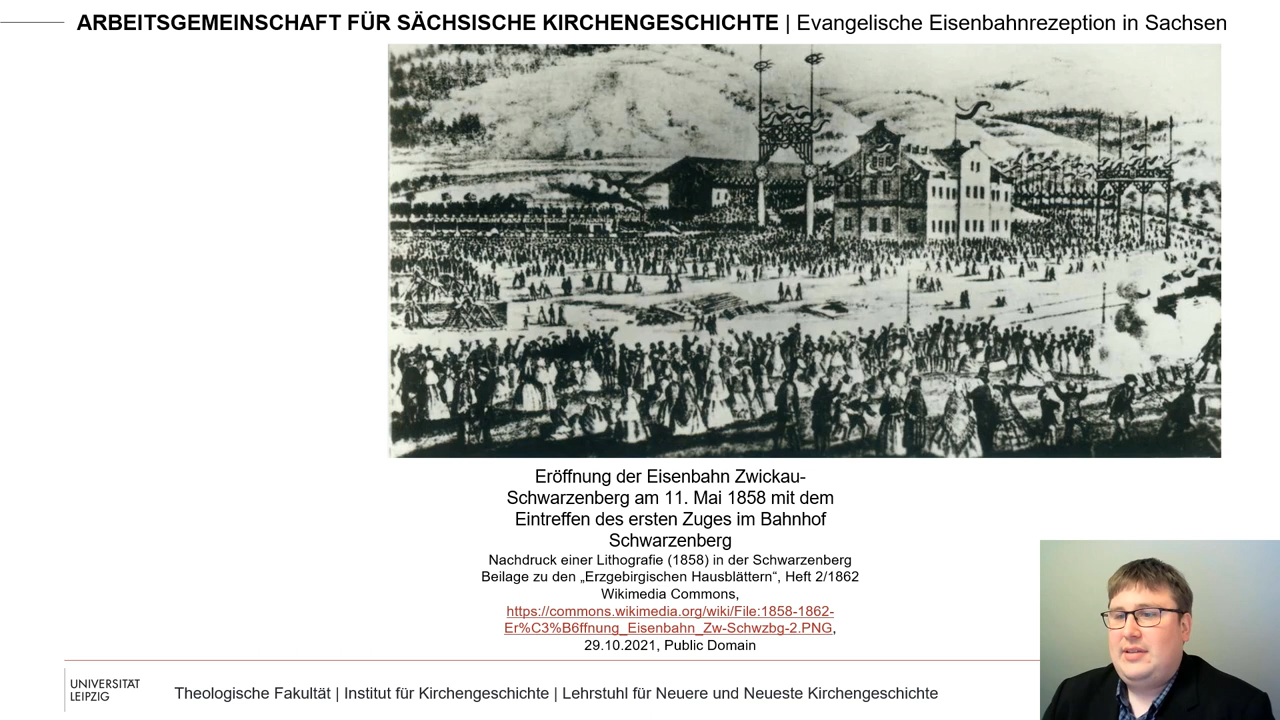 ARBEITSGEMEINSCHAFT FÜR SÄCHSISCHE KIRCHENGESCHICHTE | Evangelische Eisenbahnrezeption in Sachsen
Eröffnung der Eisenbahn Zwickau-
Schwarzenberg am 11. Mai 1858 mit dem
Eintreffen des ersten Zuges im Bahnhof
Schwarzenberg
Nachdruck einer Lithografie (1858) in der Schwarzenberg
Beilage zu den „Erzgebirgischen Hausblättern“, Heft 2/1862
Wikimedia Commons,
https://commons.wikimedia.org/wiki/File:1858-1862-
Er%C3%B6ffnung_Eisenbahn_Zw-Schwzbg-2.PNG,
29.10.2021, Public Domain
UNIVERSITÄT
LEIPZIG
Theologische Fakultät | Institut für Kirchengeschichte | Lehrstuhl für Neuere und Neueste Kirchengeschichte